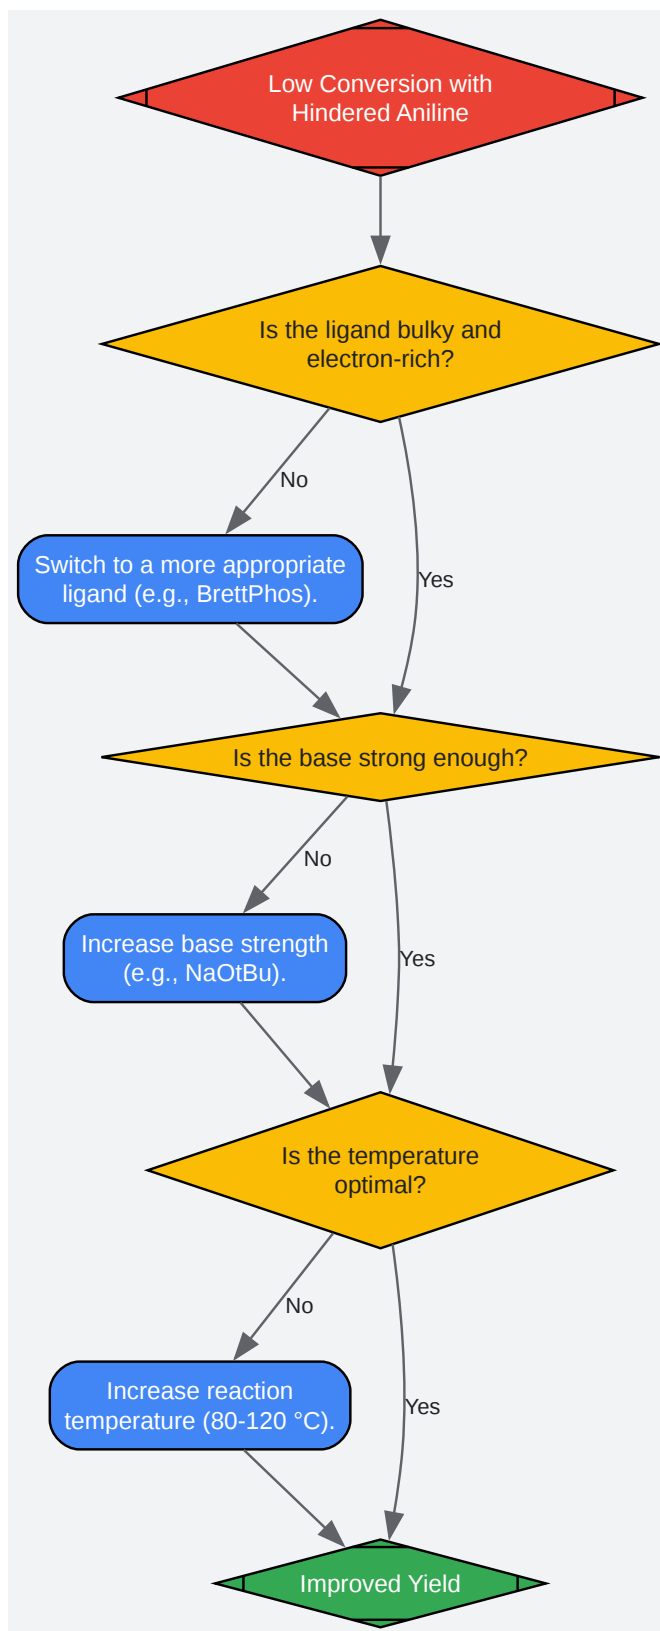 Low Conversion with
Hindered Aniline
Is the ligand bulky and
electron-rich?
No
Switch to a more appropriate
ligand (e.g., BrettPhos).
Yes
Is the base strong enough?
No
Increase base strength
(e.g., NaOtBu).
Yes
Is the temperature
optimal?
No
Increase reaction
temperature (80-120 °C).
Yes
Improved Yield